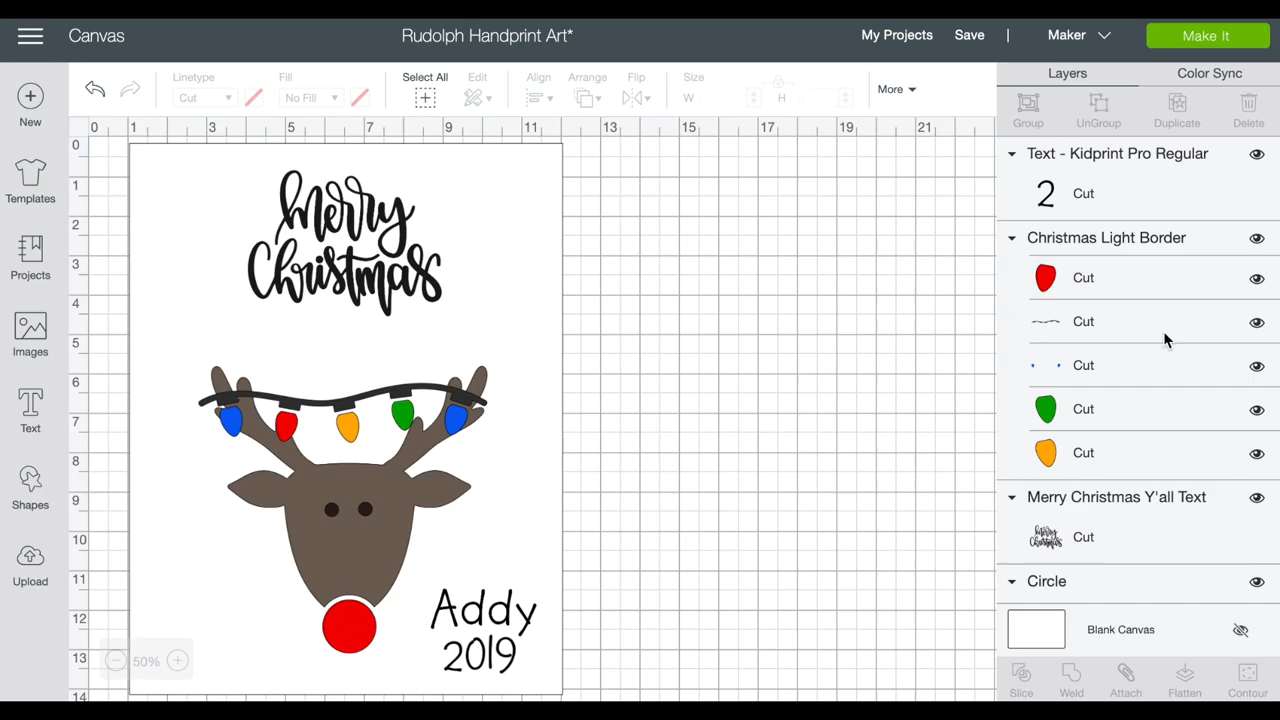 Canvas
Rudolph Handprint Art*
My Projects
Save
|
Maker
Make It
New
Templates
Projects
Images
Text
Shapes
Upload
Linetype
Cut
Fill
No Fill
Select All
Edit
Align
Arrange
Flip
Size
W
H
More
0 1 3 5 7 9 11 13 15 17 19 21
0
1
2
3
4
5
6
7
8
9
10
11
12
13
14
merry
Christmas
Addy
2019
50%
Layers
Color Sync
Group
UnGroup
Duplicate
Delete
Text - Kidprint Pro Regular
2 Cut
Christmas Light Border
Cut
Cut
Cut
Cut
Cut
Merry Christmas Y'all Text
merry
Christmas
Cut
Circle
Blank Canvas
Slice
Weld
Attach
Flatten
Contour